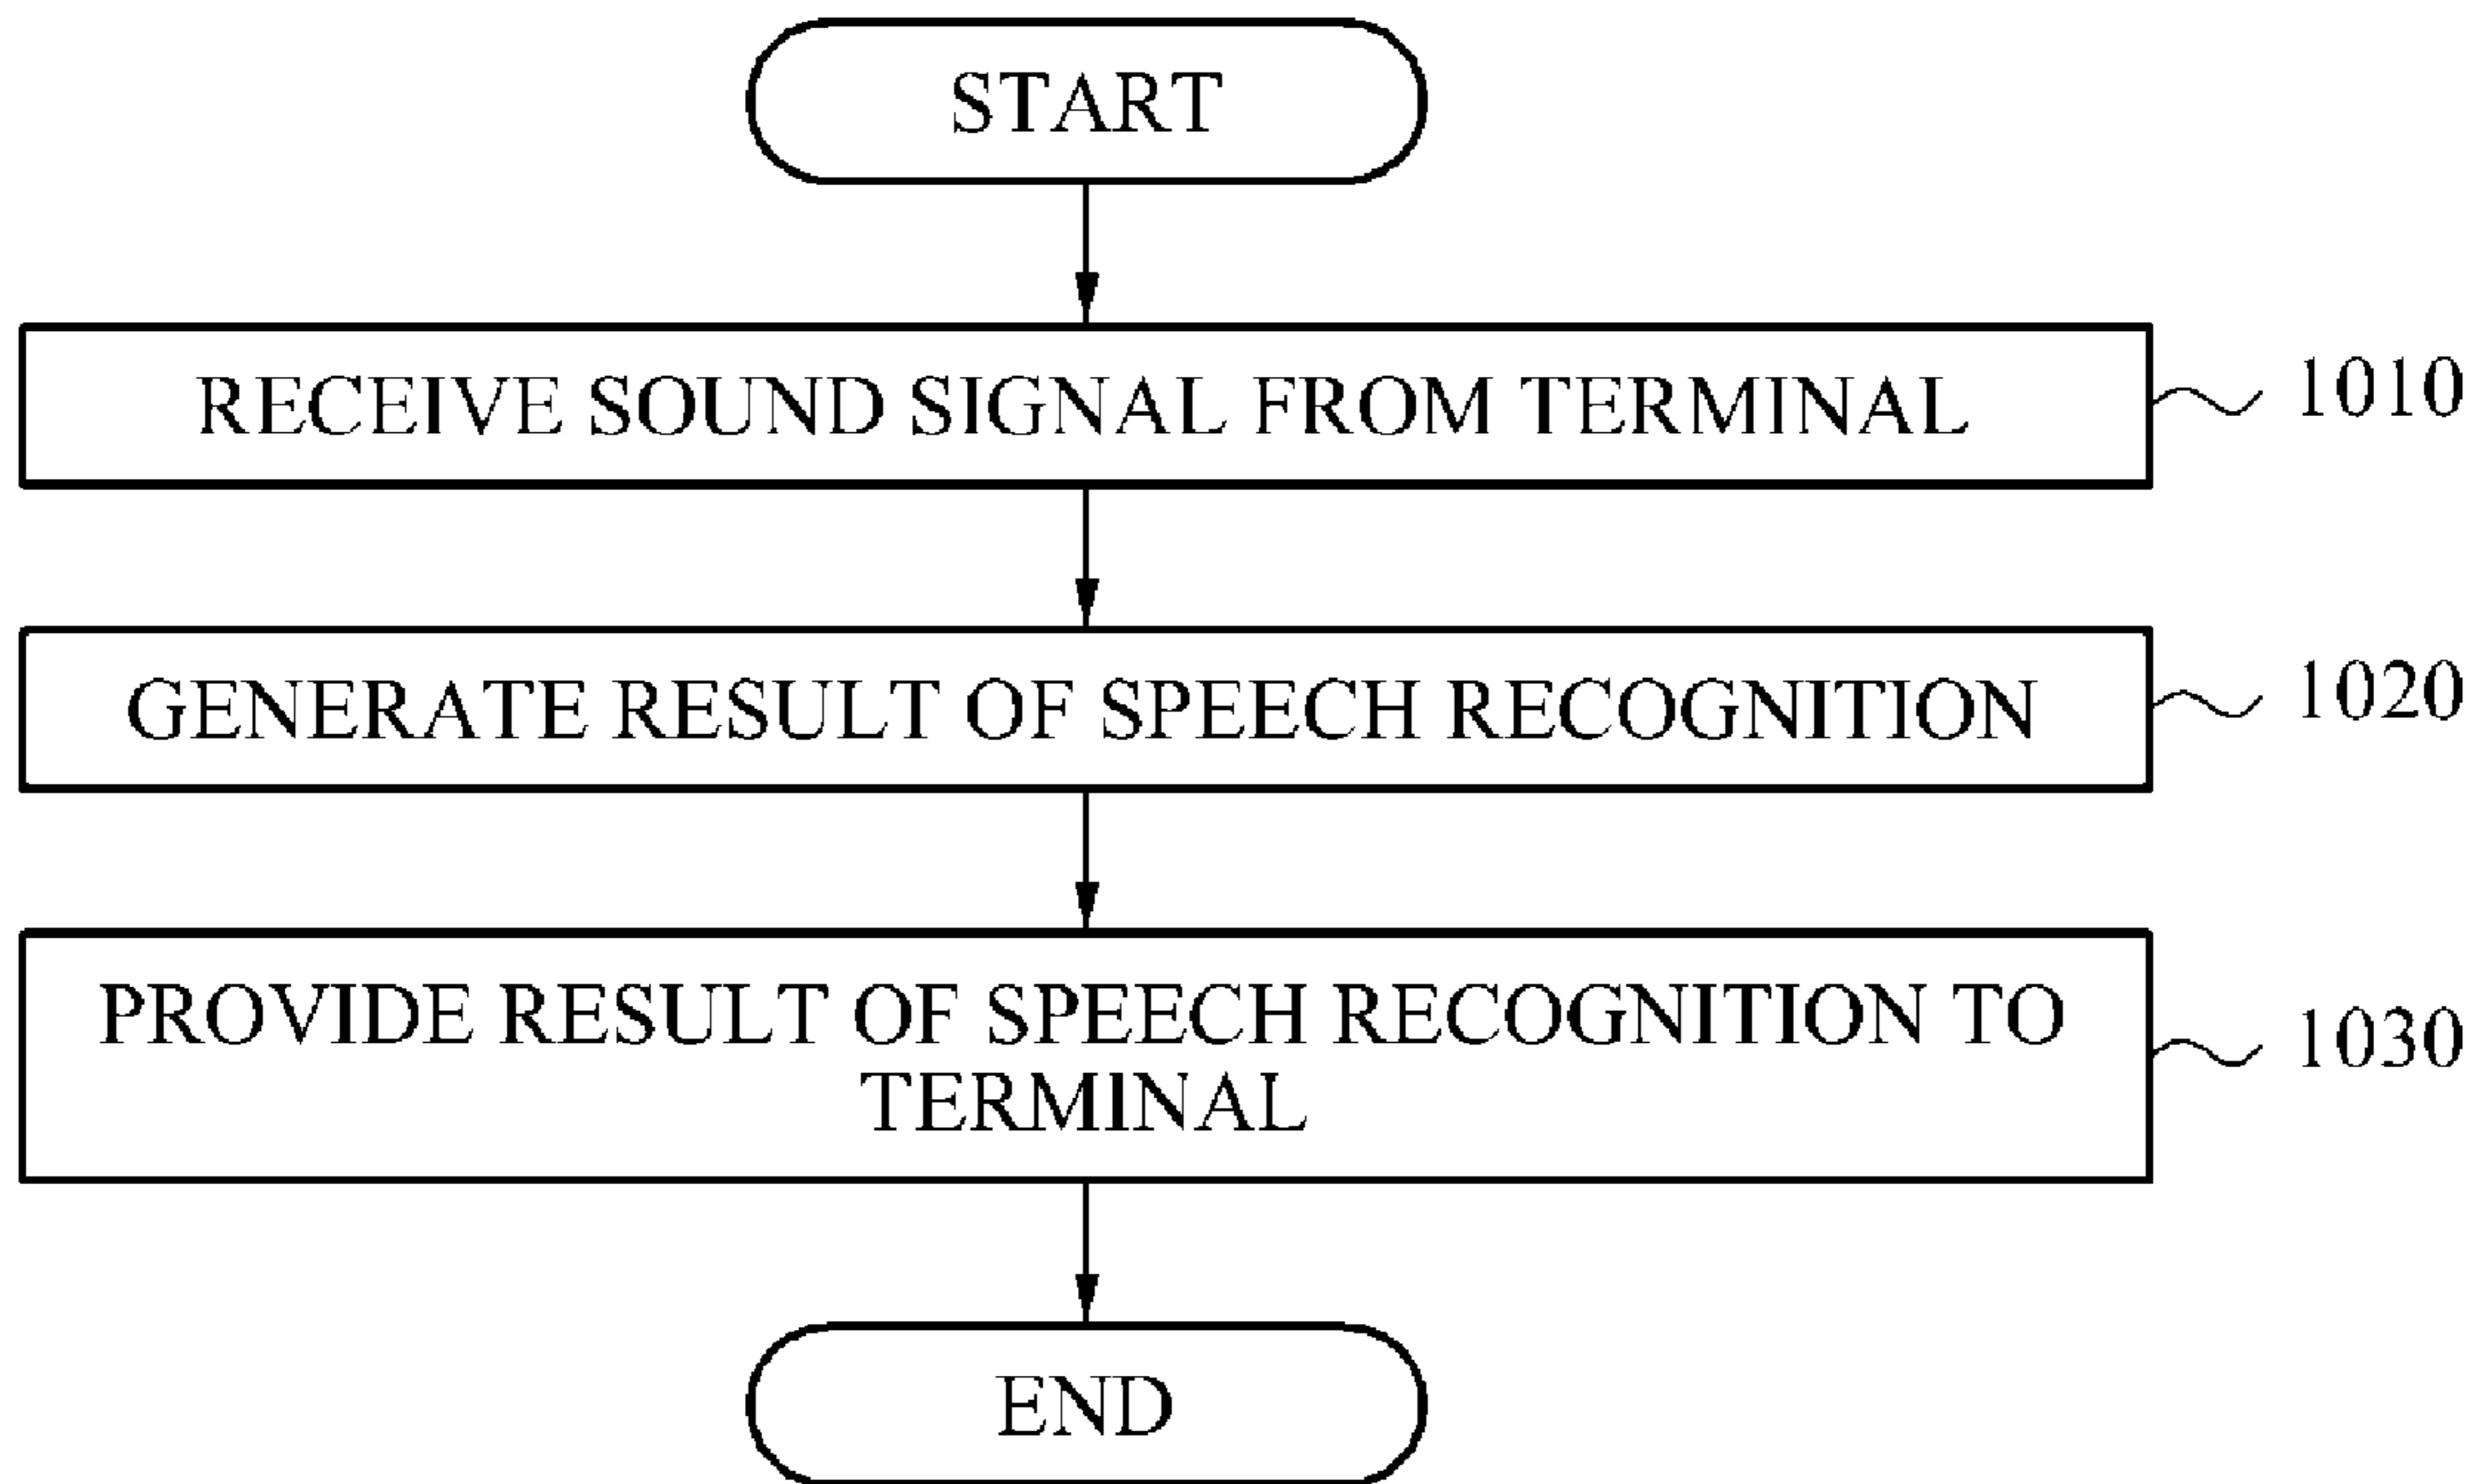 START
RECEIVE SOUND SIGNAL FROM TERMINAL
1010
GENERATE RESULT OF SPEECH RECOGNITION
1020
PROVIDE RESULT OF SPEECH RECOGNITION TO
TERMINAL
1030
END